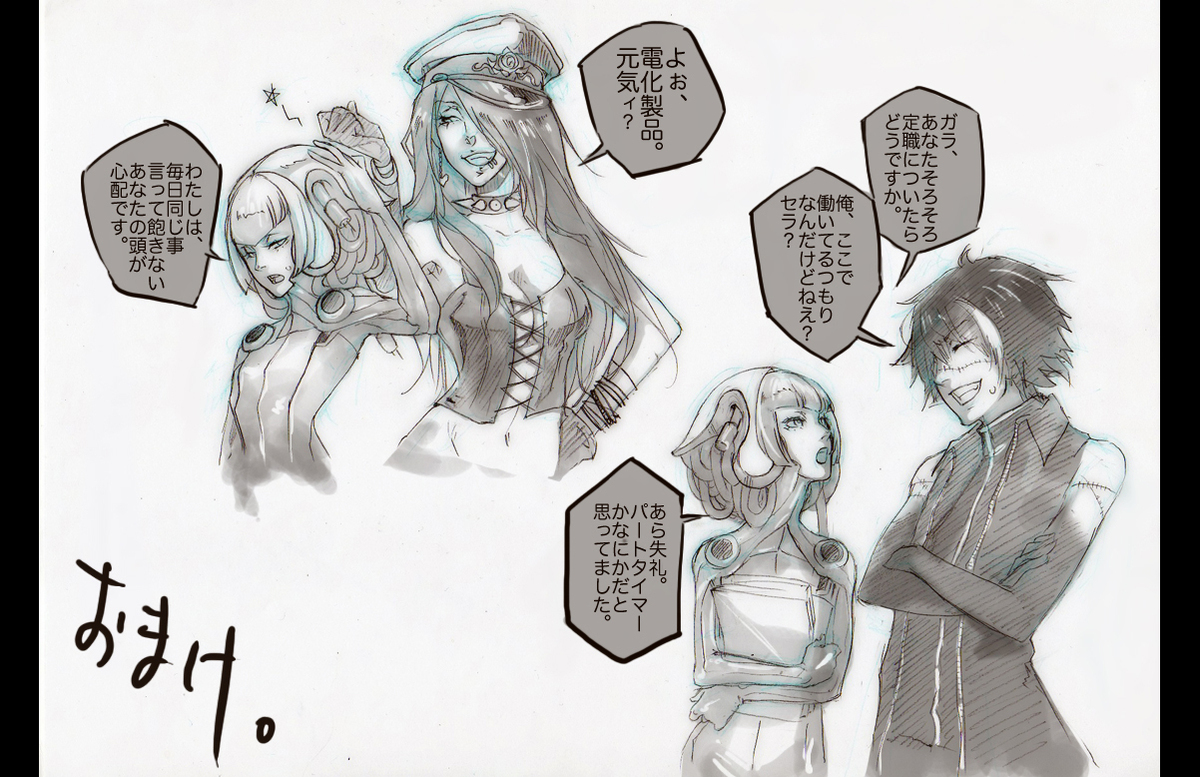 よぉ、
電化製品。
元気ィ?
わたしは、
毎日同じ事
言って飽きない
あなたの頭が
心配です。
ガラ、
あなたそろそろ
定職についたら
どうですか。
俺、ここで
働いてるつもり
なんだけどねえ?
セラ?
あら失礼。
パートタイマー
かなにかだと
思ってました。
おまけ。